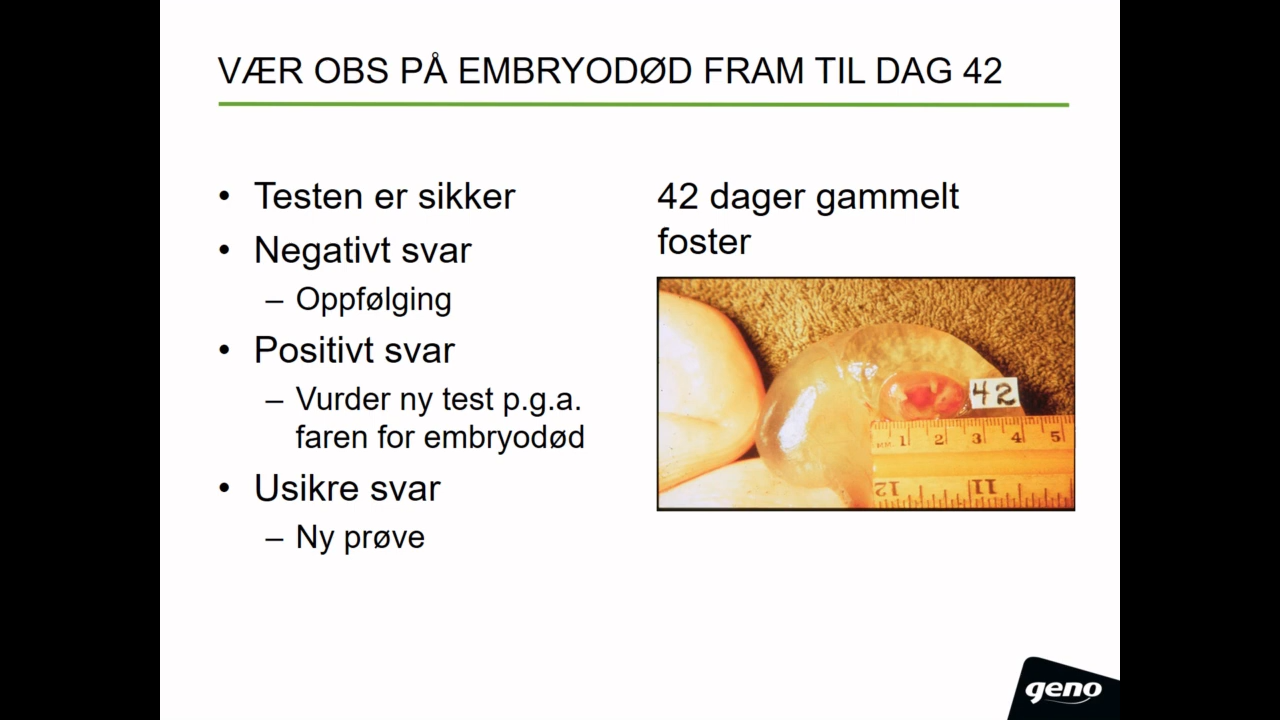 VÆR OBS PÅ EMBRYODØD FRAM TIL DAG 42
• Testen er sikker
• Negativt svar
– Oppfølging
• Positivt svar
– Vurder ny test p.g.a.
faren for embryodød
• Usikre svar
– Ny prøve
42 dager gammelt
foster
42
1 2 3 4 5
12 11
geno